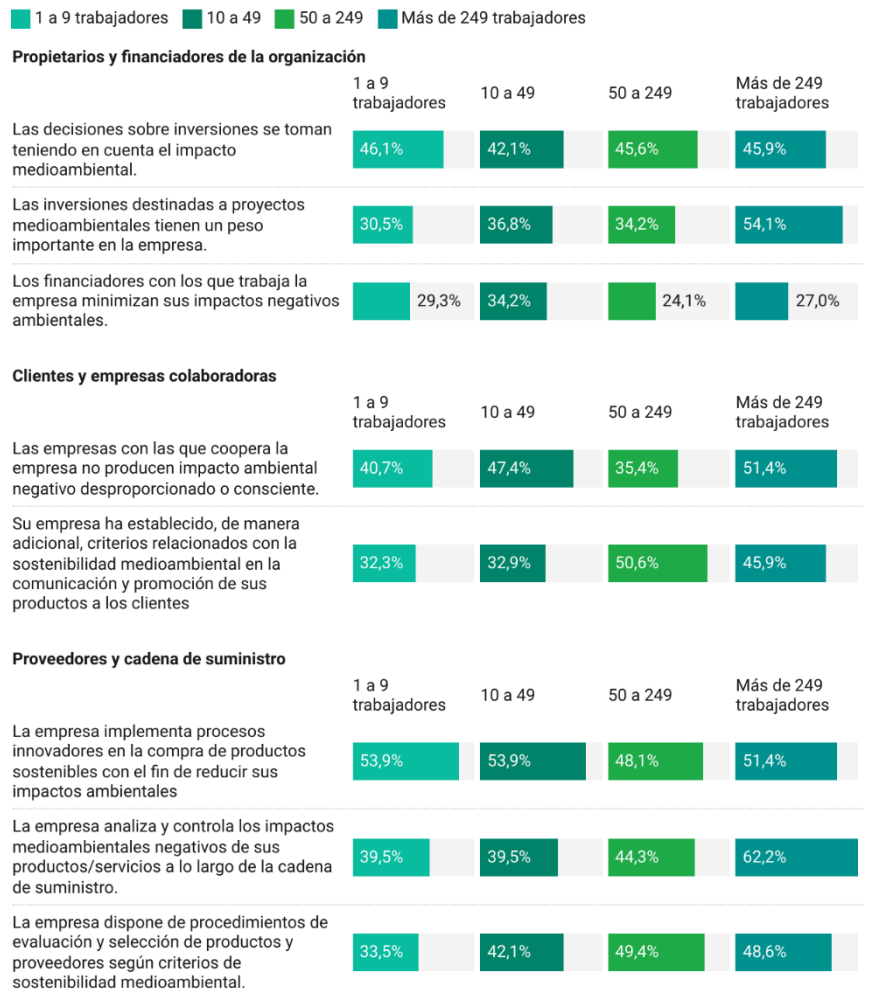 1 a 9 trabajadores 10 a 49 50 a 249 Más de 249 trabajadores
Propietarios y financiadores de la organización
1 a 9 trabajadores 10 a 49 50 a 249 Más de 249 trabajadores
Las decisiones sobre inversiones se toman
teniendo en cuenta el impacto
medioambiental.
46,1% 42,1% 45,6% 45,9%
Las inversiones destinadas a proyectos
medioambientales tienen un peso
importante en la empresa.
30,5% 36,8% 34,2% 54,1%
Los financiadores con los que trabaja la
empresa minimizan sus impactos negativos
ambientales.
29,3% 34,2% 24,1% 27,0%
Clientes y empresas colaboradoras
1 a 9 trabajadores 10 a 49 50 a 249 Más de 249 trabajadores
Las empresas con las que coopera la
empresa no producen impacto ambiental
negativo desproporcionado o consciente.
40,7% 47,4% 35,4% 51,4%
Su empresa ha establecido, de manera
adicional, criterios relacionados con la
sostenibilidad medioambiental en la
comunicación y promoción de sus
productos a los clientes
32,3% 32,9% 50,6% 45,9%
Proveedores y cadena de suministro
1 a 9 trabajadores 10 a 49 50 a 249 Más de 249 trabajadores
La empresa implementa procesos
innovadores en la compra de productos
sostenibles con el fin de reducir sus
impactos ambientales
53,9% 53,9% 48,1% 51,4%
La empresa analiza y controla los impactos
medioambientales negativos de sus
productos/servicios a lo largo de la cadena
de suministro.
39,5% 39,5% 44,3% 62,2%
La empresa dispone de procedimientos de
evaluación y selección de productos y
proveedores según criterios de
sostenibilidad medioambiental.
33,5% 42,1% 49,4% 48,6%